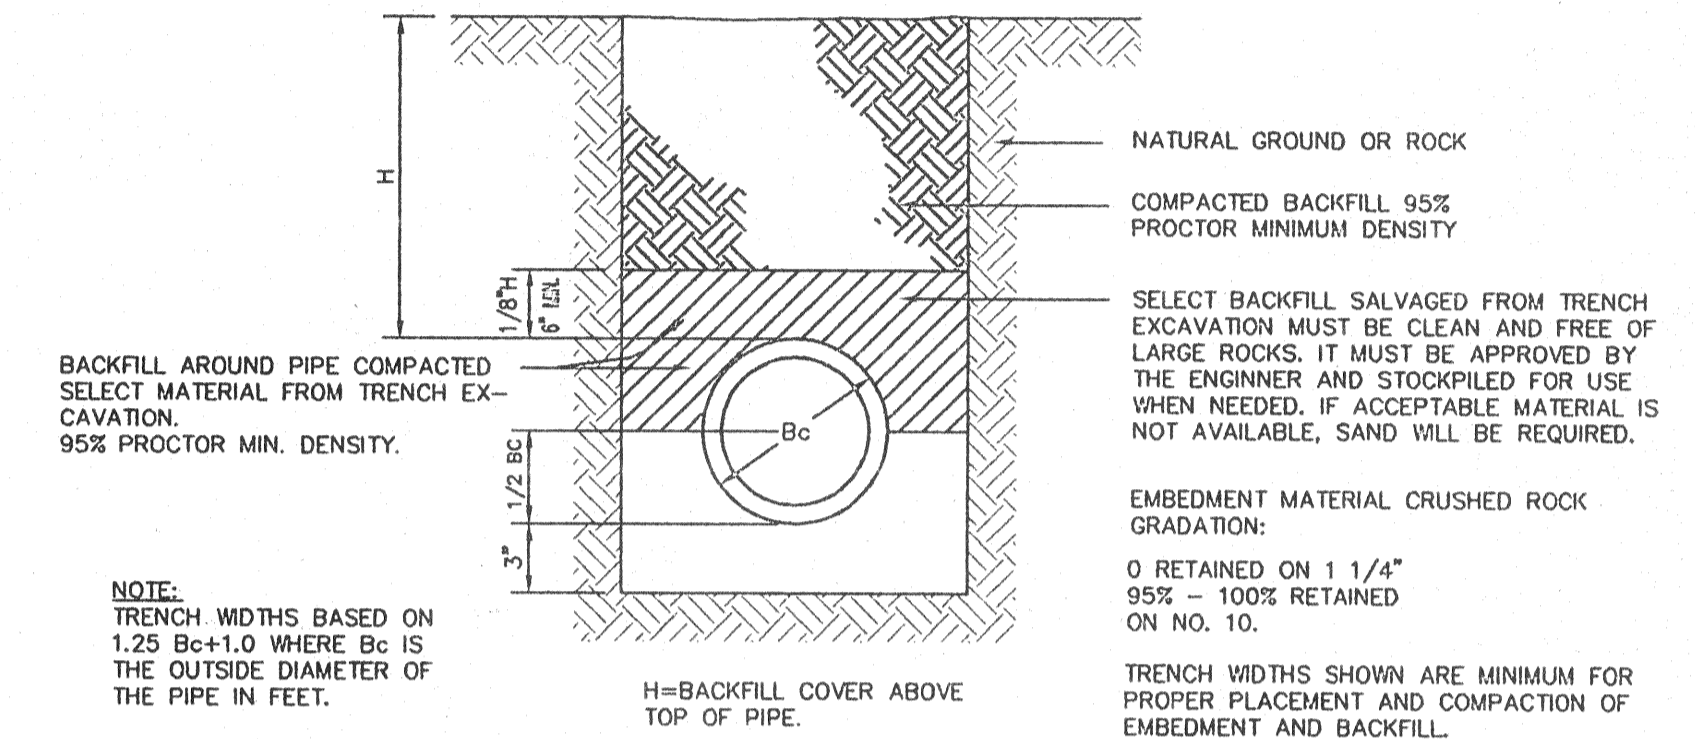 H
NATURAL GROUND OR ROCK
COMPACTED BACKFILL 95%
PROCTOR MINIMUM DENSITY
1/8"H
6" MIN.
SELECT BACKFILL SALVAGED FROM TRENCH
EXCAVATION MUST BE CLEAN AND FREE OF
LARGE ROCKS. IT MUST BE APPROVED BY
THE ENGINNER AND STOCKPILED FOR USE
WHEN NEEDED. IF ACCEPTABLE MATERIAL IS
NOT AVAILABLE, SAND WILL BE REQUIRED.
BACKFILL AROUND PIPE COMPACTED
SELECT MATERIAL FROM TRENCH EX-
CAVATION.
95% PROCTOR MIN. DENSITY.
Bc
1/2 BC
3"
EMBEDMENT MATERIAL CRUSHED ROCK
GRADATION:
0 RETAINED ON 1 1/4"
95% - 100% RETAINED
ON NO. 10.
NOTE:
TRENCH WIDTHS BASED ON
1.25 Bc+1.0 WHERE Bc IS
THE OUTSIDE DIAMETER OF
THE PIPE IN FEET.
H=BACKFILL COVER ABOVE
TOP OF PIPE.
TRENCH WIDTHS SHOWN ARE MINIMUM FOR
PROPER PLACEMENT AND COMPACTION OF
EMBEDMENT AND BACKFILL.